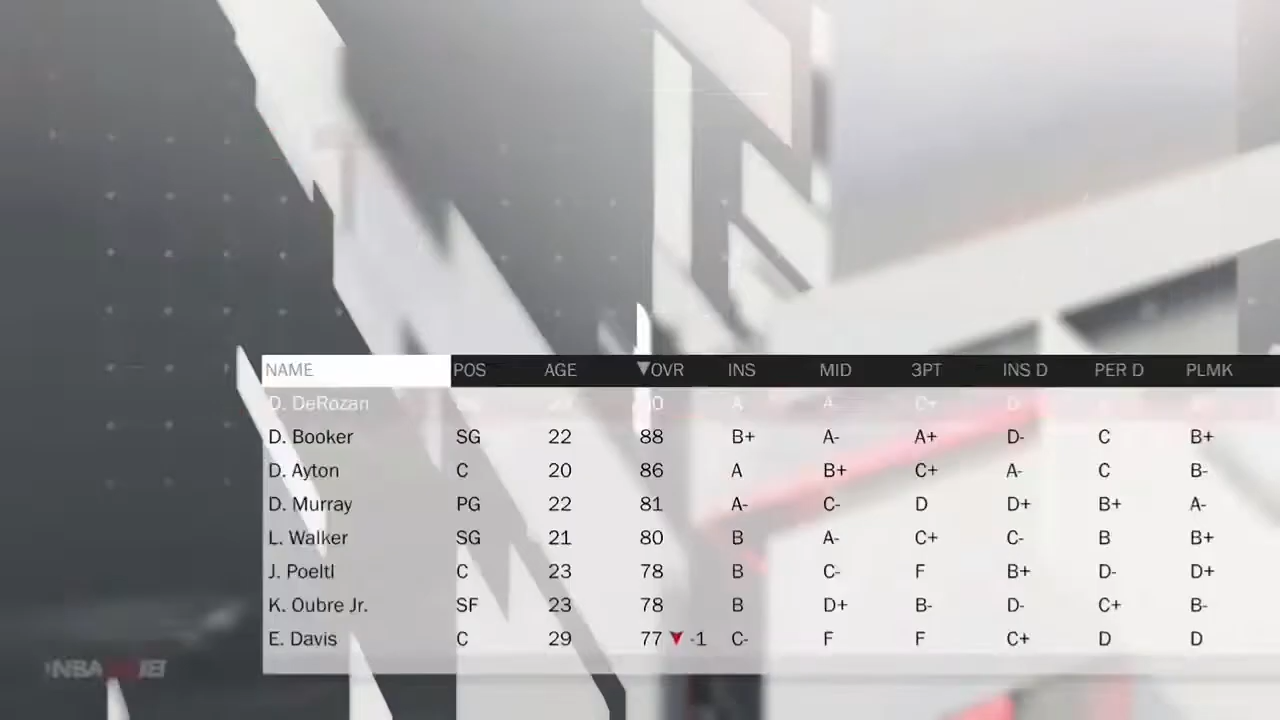 NAME POS AGE ▼OVR INS MID 3PT INS D PER D PLMK
D. DeRozan A A- C+ D
D. Booker SG 22 88 B+ A- A+ D- C B+
D. Ayton C 20 86 A B+ C+ A- C B-
D. Murray PG 22 81 A- C- D D+ B+ A-
L. Walker SG 21 80 B A- C+ C- B B+
J. Poeltl C 23 78 B C- F B+ D- D+
K. Oubre Jr. SF 23 78 B D+ B- D- C+ B-
E. Davis C 29 77 ▼ -1 C- F F C+ D D
NBA